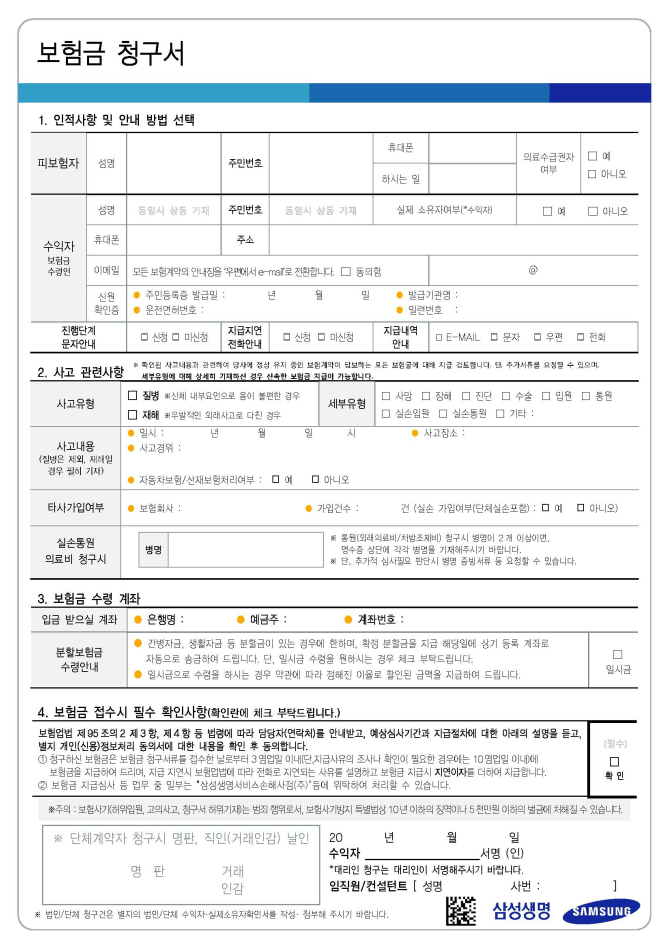 보험금 청구서
1. 인적사항 및 안내 방법 선택
피보험자 성명 주민번호 휴대폰 하시는 일 의료수급권자 여부 □ 예 □ 아니오
수익자 보험금 수령인
성명 동일시 상동 기재 주민번호 동일시 상동 기재 실제 소유자여부(*수익자) □ 예 □ 아니오
휴대폰 주소
이메일 모든 보험계약의 안내장을 '우편에서 e-mail'로 전환합니다. □ 동의함 @
신원 확인증 ● 주민등록증 발급일 : 년 월 일 ● 발급기관명 :
● 운전면허번호 : ● 일련번호 :
진행단계 문자안내 □ 신청 □ 미신청 지급지연 전화안내 □ 신청 □ 미신청 지급내역 안내 □ E-MAIL □ 문자 □ 우편 □ 전화
2. 사고 관련사항
※ 확인된 사고내용과 관련하여 당사에 정상 유지 중인 보험계약이 담보하는 모든 보험금에 대해 지급 검토합니다. 단, 추가서류를 요청할 수 있으며,
세부유형에 대해 상세히 기재하신 경우 신속한 보험금 지급이 가능합니다.
사고유형 □ 질병 ※신체 내부요인으로 몸이 불편한 경우
□ 재해 ※우발적인 외래사고로 다친 경우
세부유형 □ 사망 □ 장해 □ 진단 □ 수술 □ 입원 □ 통원
□ 실손입원 □ 실손통원 □ 기타 :
사고내용
(질병은 제외, 재해일 경우 필히 기재)
● 일시 : 년 월 일 시 ● 사고장소 :
● 사고경위 :
● 자동차보험/산재보험처리여부 : □ 예 □ 아니오
타사가입여부 ● 보험회사 : ● 가입건수 : 건 (실손 가입여부(단체실손포함) : □ 예 □ 아니오)
실손통원 의료비 청구시 병명
※ 통원(외래의료비/처방조제비) 청구시 병명이 2개 이상이면,
영수증 상단에 각각 병명을 기재해주시기 바랍니다.
※ 단, 추가적 심사필요 판단시 병명 증빙서류 등 요청할 수 있습니다.
3. 보험금 수령 계좌
입금 받으실 계좌 ● 은행명 : ● 예금주 : ● 계좌번호 :
분할보험금 수령안내
● 간병자금, 생활자금 등 분할금이 있는 경우에 한하며, 확정 분할금을 지급 해당일에 상기 등록 계좌로
자동으로 송금하여 드립니다. 단, 일시금 수령을 원하시는 경우 체크 부탁드립니다.
● 일시금으로 수령을 하시는 경우 약관에 따라 정해진 이율로 할인된 금액을 지급하여 드립니다.
□ 일시금
4. 보험금 접수시 필수 확인사항(확인란에 체크 부탁드립니다.)
보험업법 제95조의 2 제3항, 제4항 등 법령에 따라 담당자(연락처)를 안내받고, 예상심사기간과 지급절차에 대한 아래의 설명을 듣고,
별지 개인(신용)정보처리 동의서에 대한 내용을 확인 후 동의합니다.
① 청구하신 보험금은 보험금 청구서류를 접수한 날로부터 3영업일 이내(단,지급사유의 조사나 확인이 필요한 경우에는 10영업일 이내)에
보험금을 지급하여 드리며, 지급 지연시 보험업법에 따라 전화로 지연되는 사유를 설명하고 보험금 지급시 지연이자를 더하여 지급합니다.
② 보험금 지급심사 등 업무 중 일부는 "삼성생명서비스손해사정(주)"등에 위탁하여 처리할 수 있습니다.
(필수)
□
확 인
※주의 : 보험사기(허위입원, 고의사고, 청구서 허위기재)는 범죄 행위로서, 보험사기방지 특별법상 10년 이하의 징역이나 5천만원 이하의 벌금에 처해질 수 있습니다.
※ 단체계약자 청구시 명판, 직인(거래인감) 날인
명 판 거래
인감
20 년 월 일
수익자 서명 (인)
*대리인 청구는 대리인이 서명해주시기 바랍니다.
임직원/컨설턴트 [ 성명 사번 : ]
※ 법인/단체 청구건은 별지의 법인/단체 수익자·실제소유자확인서를 작성· 첨부해 주시기 바랍니다.
삼성생명 SAMSUNG